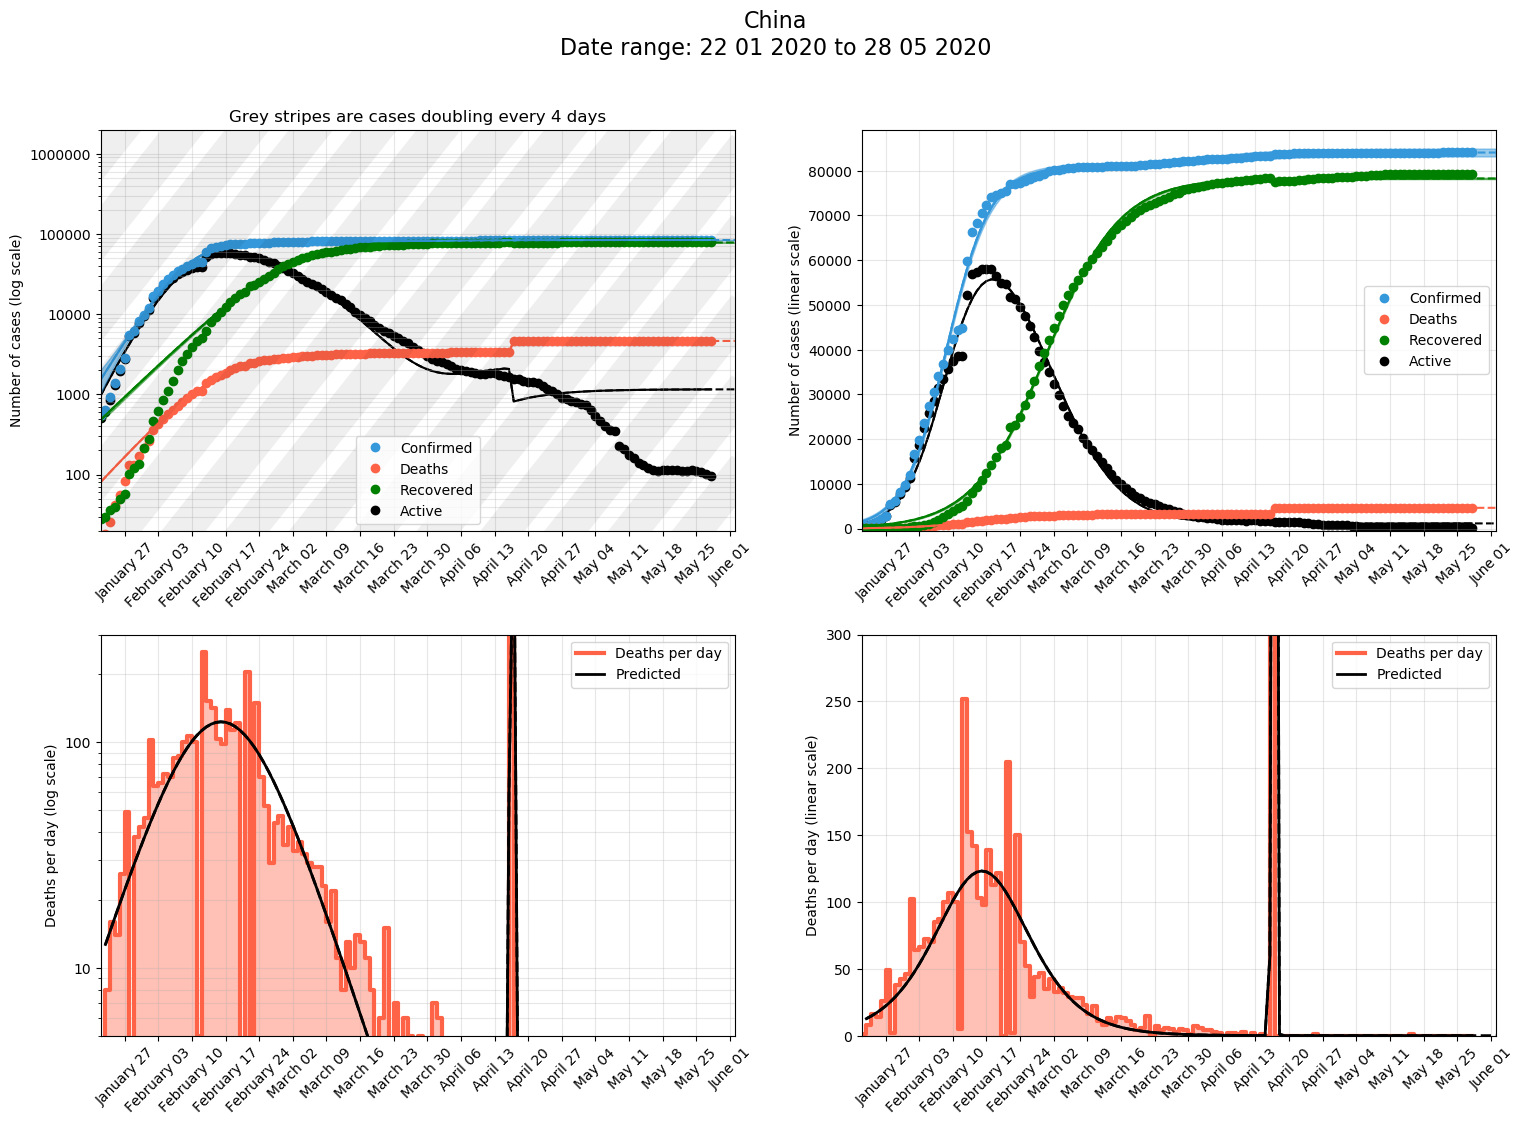 China
Date range: 22 01 2020 to 28 05 2020
Grey stripes are cases doubling every 4 days
Number of cases (log scale)
1000000
100000
10000
1000
100
Confirmed
Deaths
Recovered
Active
January 27
February 03
February 10
February 17
February 24
March 02
March 09
March 16
March 23
March 30
April 06
April 13
April 20
April 27
May 04
May 11
May 18
May 25
June 01
Number of cases (linear scale)
80000
70000
60000
50000
40000
30000
20000
10000
0
Confirmed
Deaths
Recovered
Active
January 27
February 03
February 10
February 17
February 24
March 02
March 09
March 16
March 23
March 30
April 06
April 13
April 20
April 27
May 04
May 11
May 18
May 25
June 01
Deaths per day (log scale)
100
10
Deaths per day
Predicted
January 27
February 03
February 10
February 17
February 24
March 02
March 09
March 16
March 23
March 30
April 06
April 13
April 20
April 27
May 04
May 11
May 18
May 25
June 01
Deaths per day (linear scale)
300
250
200
150
100
50
0
Deaths per day
Predicted
January 27
February 03
February 10
February 17
February 24
March 02
March 09
March 16
March 23
March 30
April 06
April 13
April 20
April 27
May 04
May 11
May 18
May 25
June 01